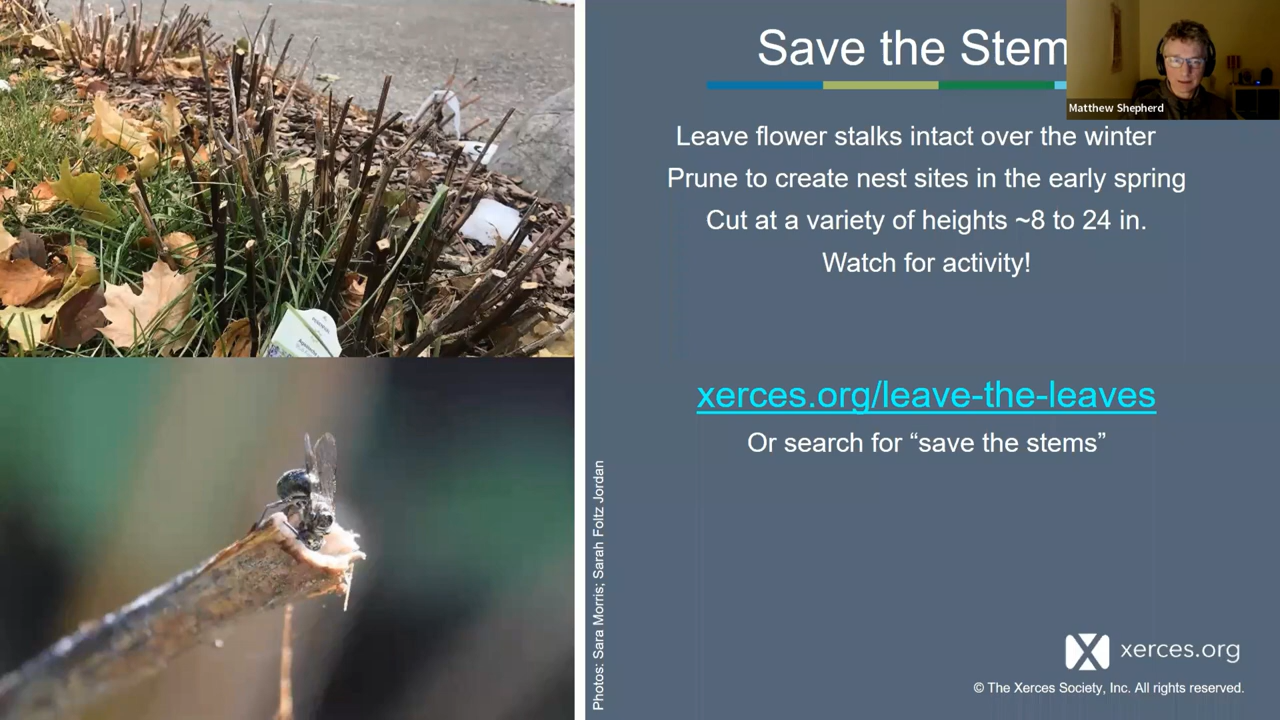 Save the Stem
Matthew Shepherd
Leave flower stalks intact over the winter
Prune to create nest sites in the early spring
Cut at a variety of heights ~8 to 24 in.
Watch for activity!
xerces.org/leave-the-leaves
Or search for “save the stems”
Photos: Sara Morris; Sarah Foltz Jordan
xerces.org
© The Xerces Society, Inc. All rights reserved.